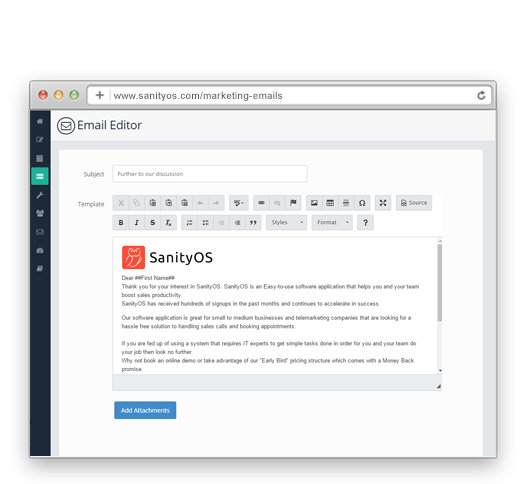 www.sanityos.com/marketing-emails
Email Editor
Subject
Further to our discussion
Template
Source
B I S Tx
Styles
Format
?
SanityOS
Dear ##First Name##
Thank you for your interest in SanityOS. SanityOS is an Easy-to-use software application that helps you and your team
boost sales productivity.
SanityOS has received hundreds of signups in the past months and continues to accelerate in success.
Our software application is great for small to medium businesses and telemarketing companies that are looking for a
hassle free solution to handling sales calls and booking appointments.
If you are fed up of using a system that requires IT experts to get simple tasks done in order for you and your team do
your job then look no further.
Why not book an online demo or take advantage of our "Early Bird" pricing structure which comes with a Money Back
promise.
Add Attachments